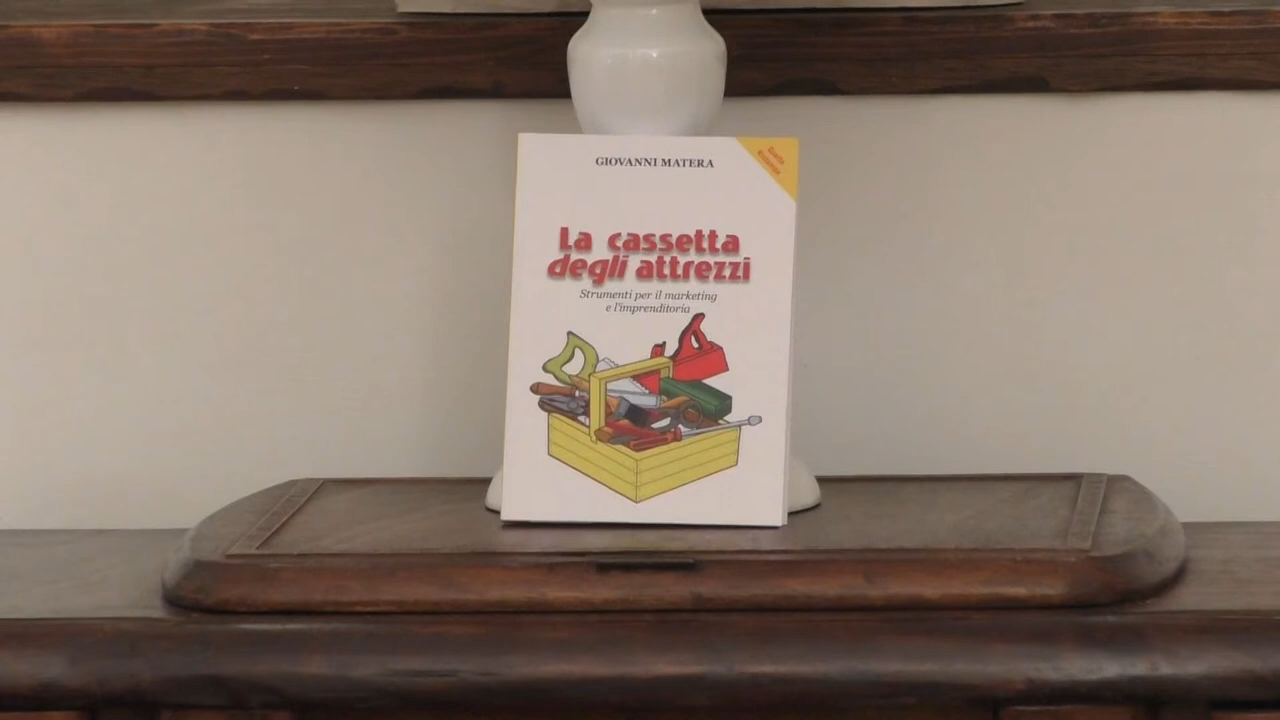 GIOVANNI MATERA
La cassetta
degli attrezzi
Strumenti per il marketing
e l'imprenditoria